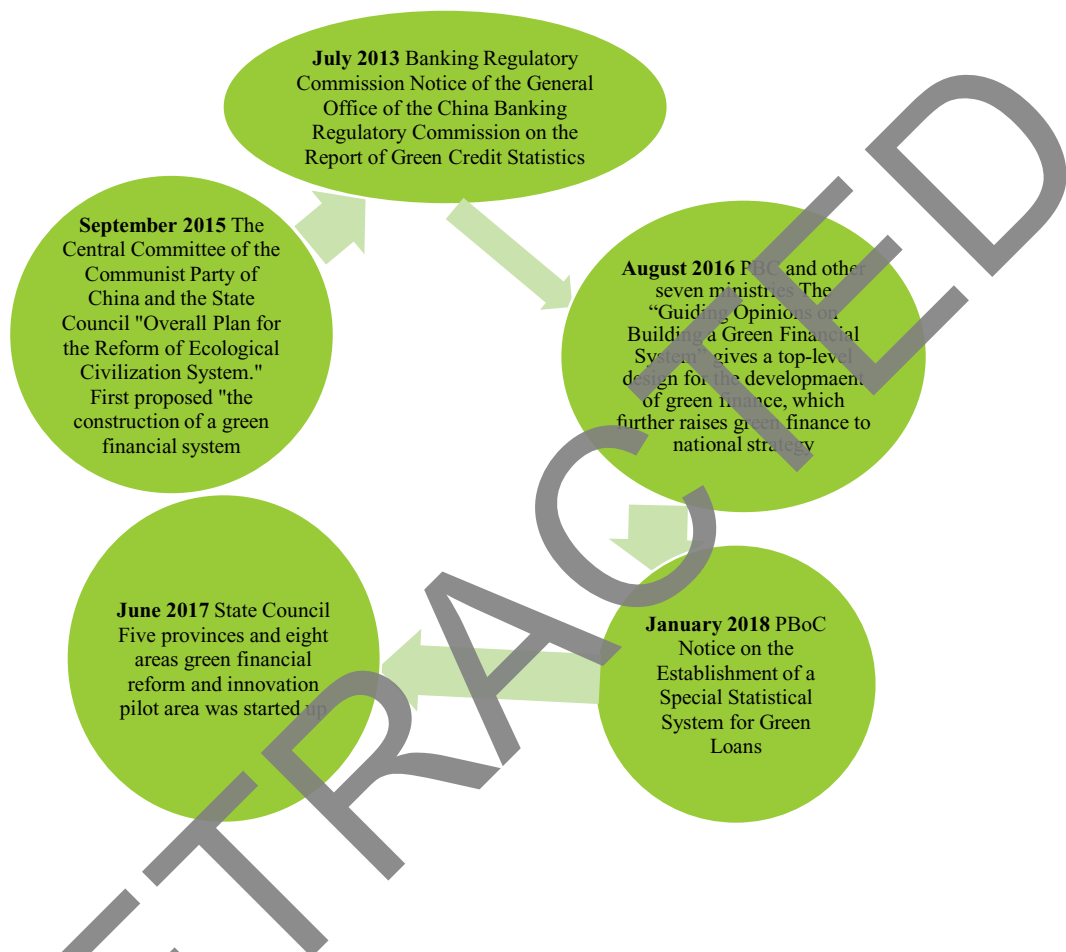 July 2013 Banking Regulatory
Commission Notice of the General
Office of the China Banking
Regulatory Commission on the
Report of Green Credit Statistics
September 2015 The
Central Committee of the
Communist Party of
China and the State
Council "Overall Plan for
the Reform of Ecological
Civilization System."
First proposed "the
construction of a green
financial system
August 2016 PBC and other
seven ministries The
“Guiding Opinions on
Building a Green Financial
System” gives a top-level
design for the developmaent
of green finance, which
further raises green finance to
national strategy
June 2017 State Council
Five provinces and eight
areas green financial
reform and innovation
pilot area was started up
January 2018 PBoC
Notice on the
Establishment of a
Special Statistical
System for Green
Loans
TRACTED